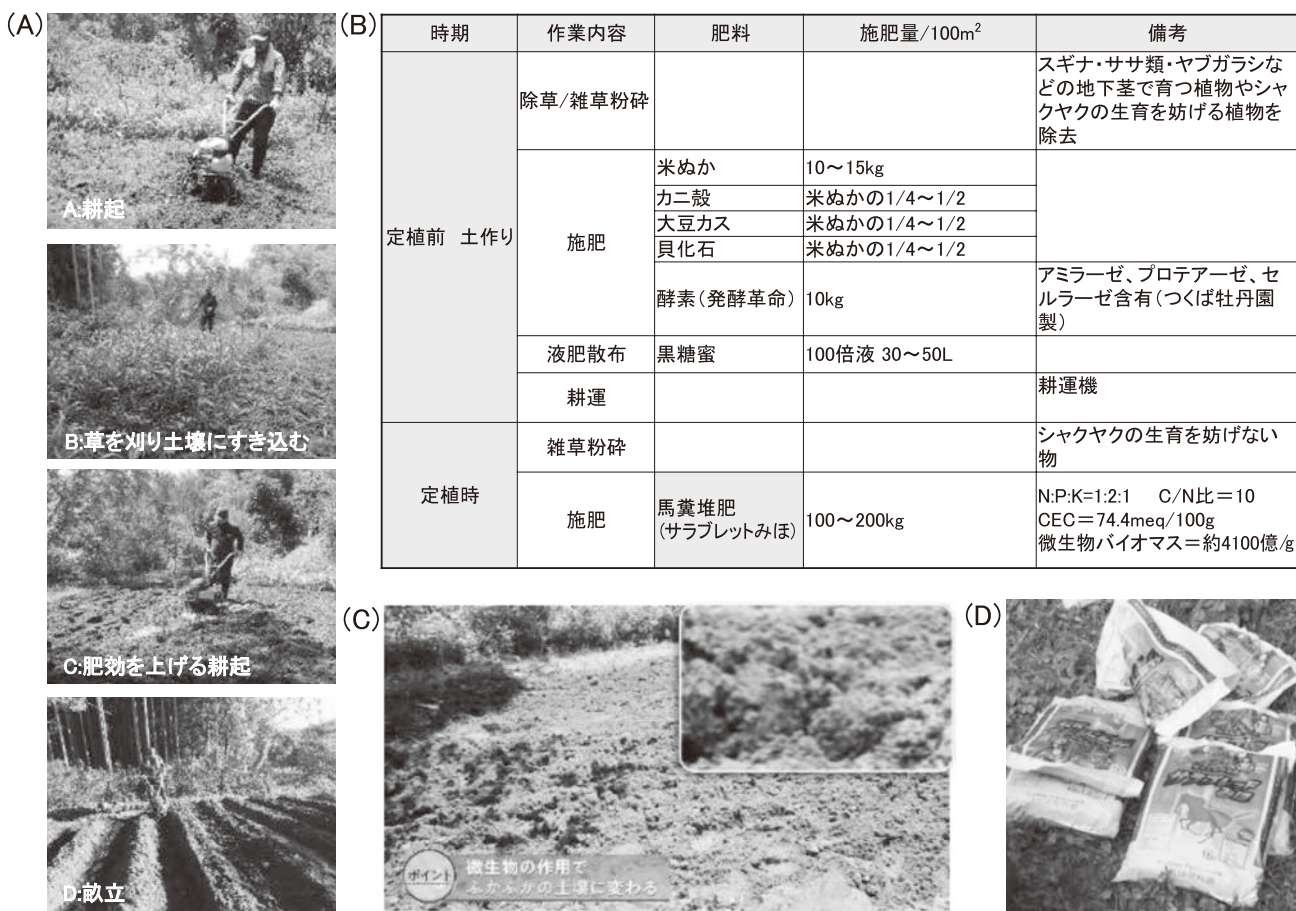 (A)
A:耕起
B:草を刈り土壌にすき込む
C:肥効を上げる耕起
D:畝立
(B)
時期 作業内容 肥料 施肥量/100m² 備考
定植前 土作り
除草/雑草粉砕
スギナ・ササ類・ヤブガラシな
どの地下茎で育つ植物やシャ
クヤクの生育を妨げる植物を
除去
施肥
米ぬか 10～15kg
カニ殻 米ぬかの1/4～1/2
大豆カス 米ぬかの1/4～1/2
貝化石 米ぬかの1/4～1/2
酵素(発酵革命) 10kg
アミラーゼ、プロテアーゼ、セ
ルラーゼ含有(つくば牡丹園
製)
液肥散布 黒糖蜜 100倍液 30～50L
耕運 耕運機
定植時
雑草粉砕
シャクヤクの生育を妨げない
物
施肥
馬糞堆肥
(サラブレットみほ)
100～200kg
N:P:K=1:2:1 C/N比=10
CEC=74.4meq/100g
微生物バイオマス=約4100億/g
(C)
ポイント
微生物の作用で
ふかふかの土壌に変わる
(D)